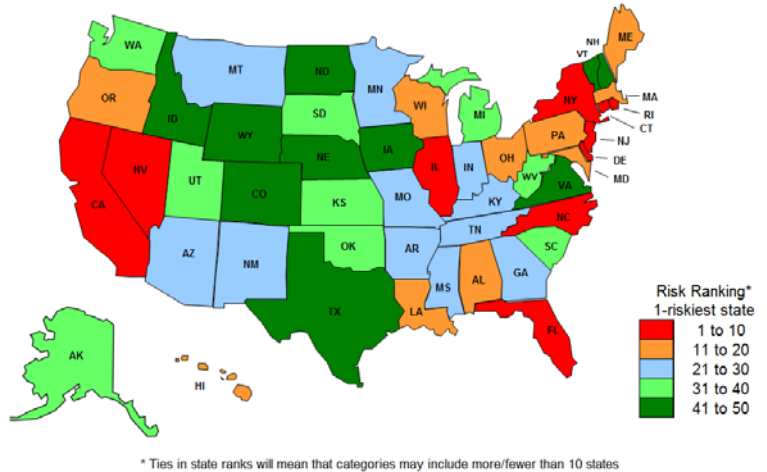 WA
ME
NH
VT
MT
ND
MN
OR
WI
MA
ID
SD
MI
NY
RI
WY
CT
PA
NJ
IA
NE
OH
DE
NV
IL
IN
MD
UT
CO
WV
VA
CA
KS
MO
KY
NC
TN
OK
AZ
AR
SC
NM
MS
AL
GA
TX
LA
FL
AK
HI
Risk Ranking*
1-riskiest state
1 to 10
11 to 20
21 to 30
31 to 40
41 to 50
* Ties in state ranks will mean that categories may include more/fewer than 10 states